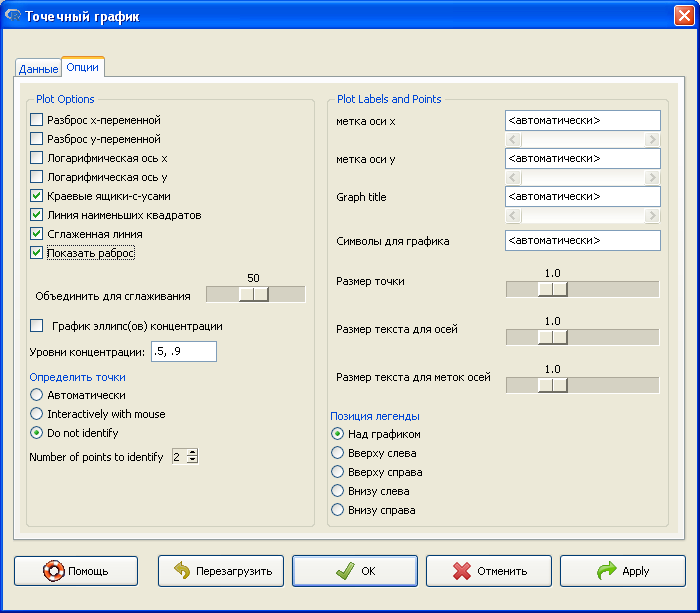 Точечный график
Данные
Опции
Plot Options
Разброс x-переменной
Разброс y-переменной
Логарифмическая ось x
Логарифмическая ось y
Краевые ящики-с-усами
Линия наименьших квадратов
Сглаженная линия
Показать раброс
50
Объединить для сглаживания
График эллипс(ов) концентрации
Уровни концентрации: .5, .9
Определить точки
Автоматически
Interactively with mouse
Do not identify
Number of points to identify 2
Plot Labels and Points
метка оси x <автоматически>
метка оси y <автоматически>
Graph title <автоматически>
Символы для графика <автоматически>
1.0
Размер точки
1.0
Размер текста для осей
1.0
Размер текста для меток осей
Позиция легенды
Над графиком
Вверху слева
Вверху справа
Внизу слева
Внизу справа
Помощь
Перезагрузить
OK
Отменить
Apply